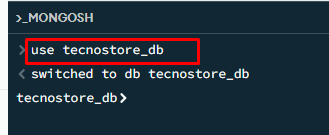 >_MONGOSH
> use tecnostore_db
< switched to db tecnostore_db
tecnostore_db>